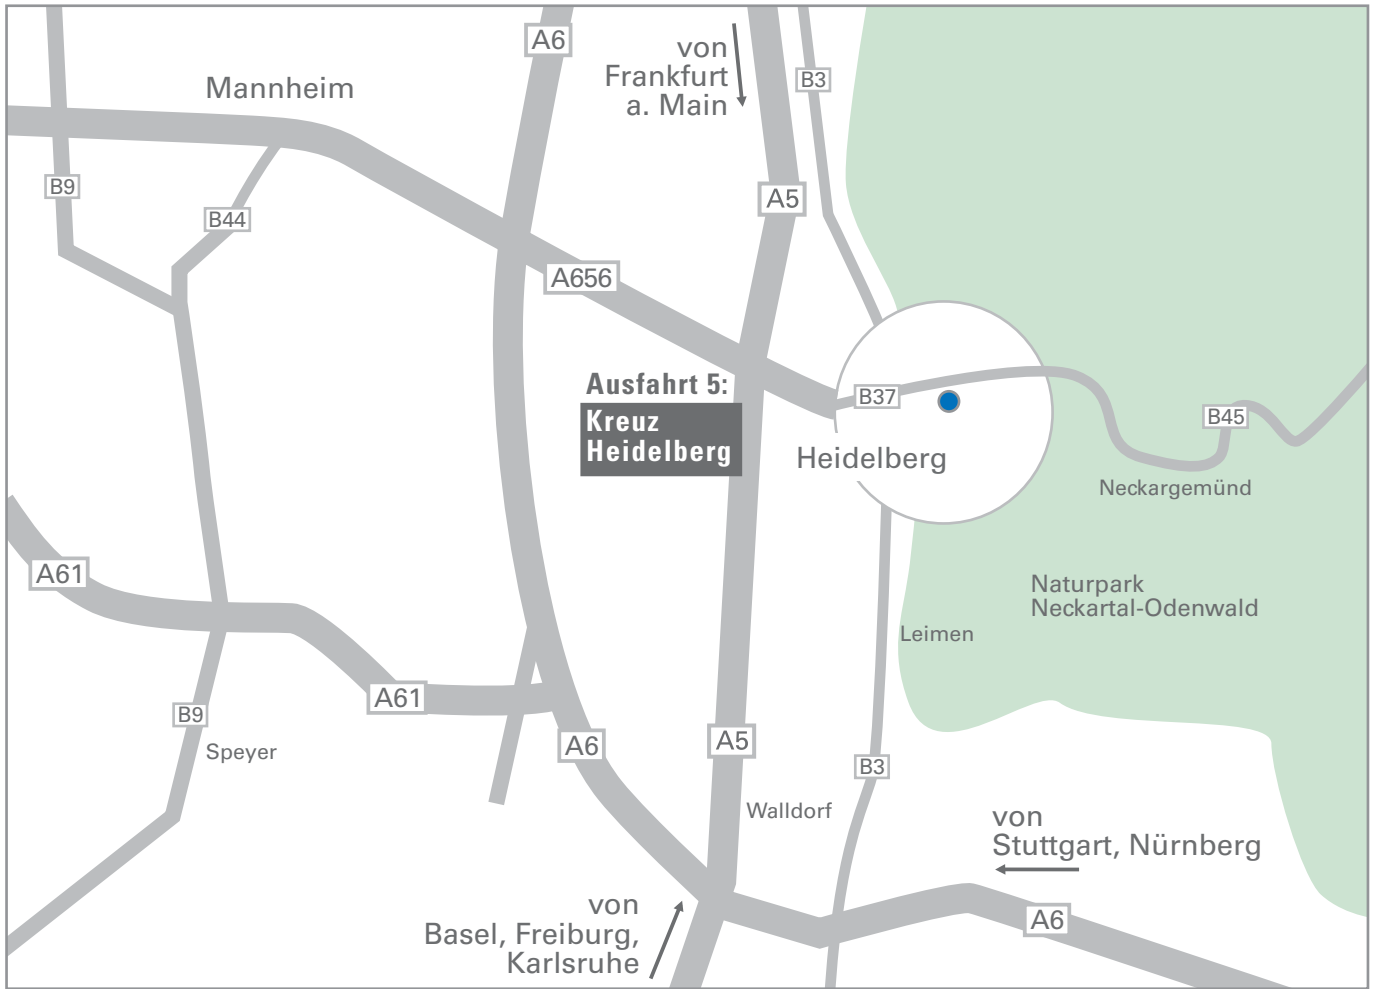 A6
von
Frankfurt
a. Main
B3
Mannheim
B9
B44
A5
A656
Ausfahrt 5:
Kreuz
Heidelberg
B37
Heidelberg
B45
Neckargemünd
A61
Naturpark
Neckartal-Odenwald
Leimen
A61
B9
Speyer
A6
A5
B3
Walldorf
von
Stuttgart, Nürnberg
A6
von
Basel, Freiburg,
Karlsruhe